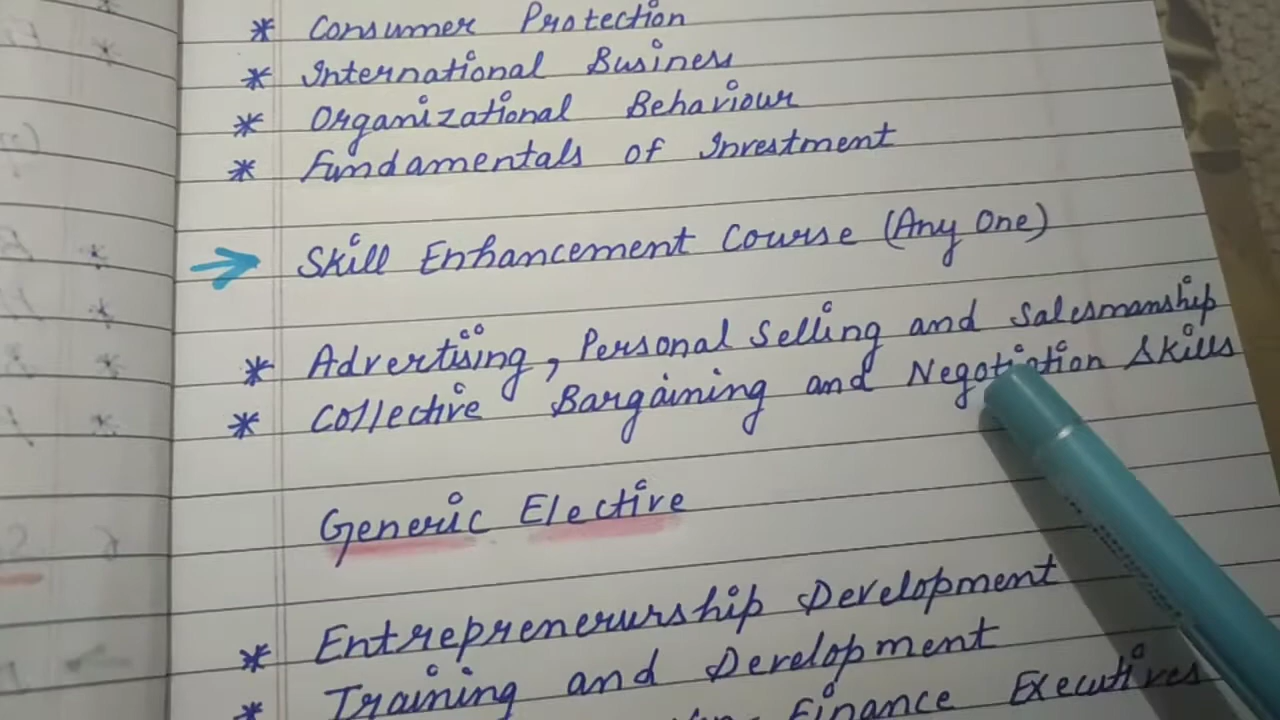 * Consumer Protection
* International Business
* Organizational Behaviour
* Fundamentals of Investment
→ Skill Enhancement Course (Any One)
* Advertising, Personal Selling and Salesmanship
* Collective Bargaining and Negotiation Skills
Generic Elective
* Entreprenerurship Development
* Training and Development
Finance Executives